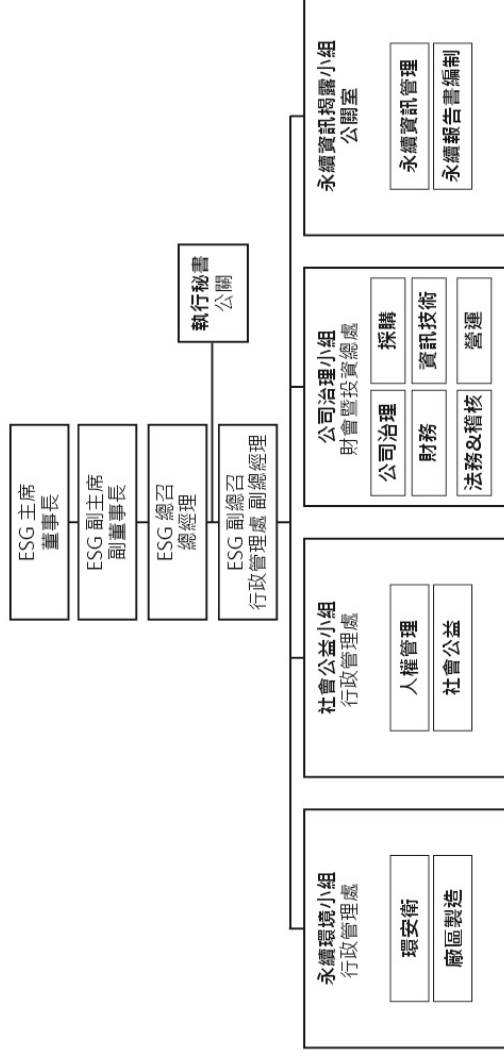 ESG 主席
董事長
ESG 副主席
副董事長
ESG 總召
總經理
執行秘書
公關
ESG 副總召
行政管理處 副總經理
永續環境小組
行政管理處
環安衛
廠區製造
社會公益小組
行政管理處
人權管理
社會公益
公司治理小組
財會暨投資總處
公司治理
採購
財務
資訊技術
法務&稽核
營運
永續資訊揭露小組
公關室
永續資訊管理
永續報告書編制